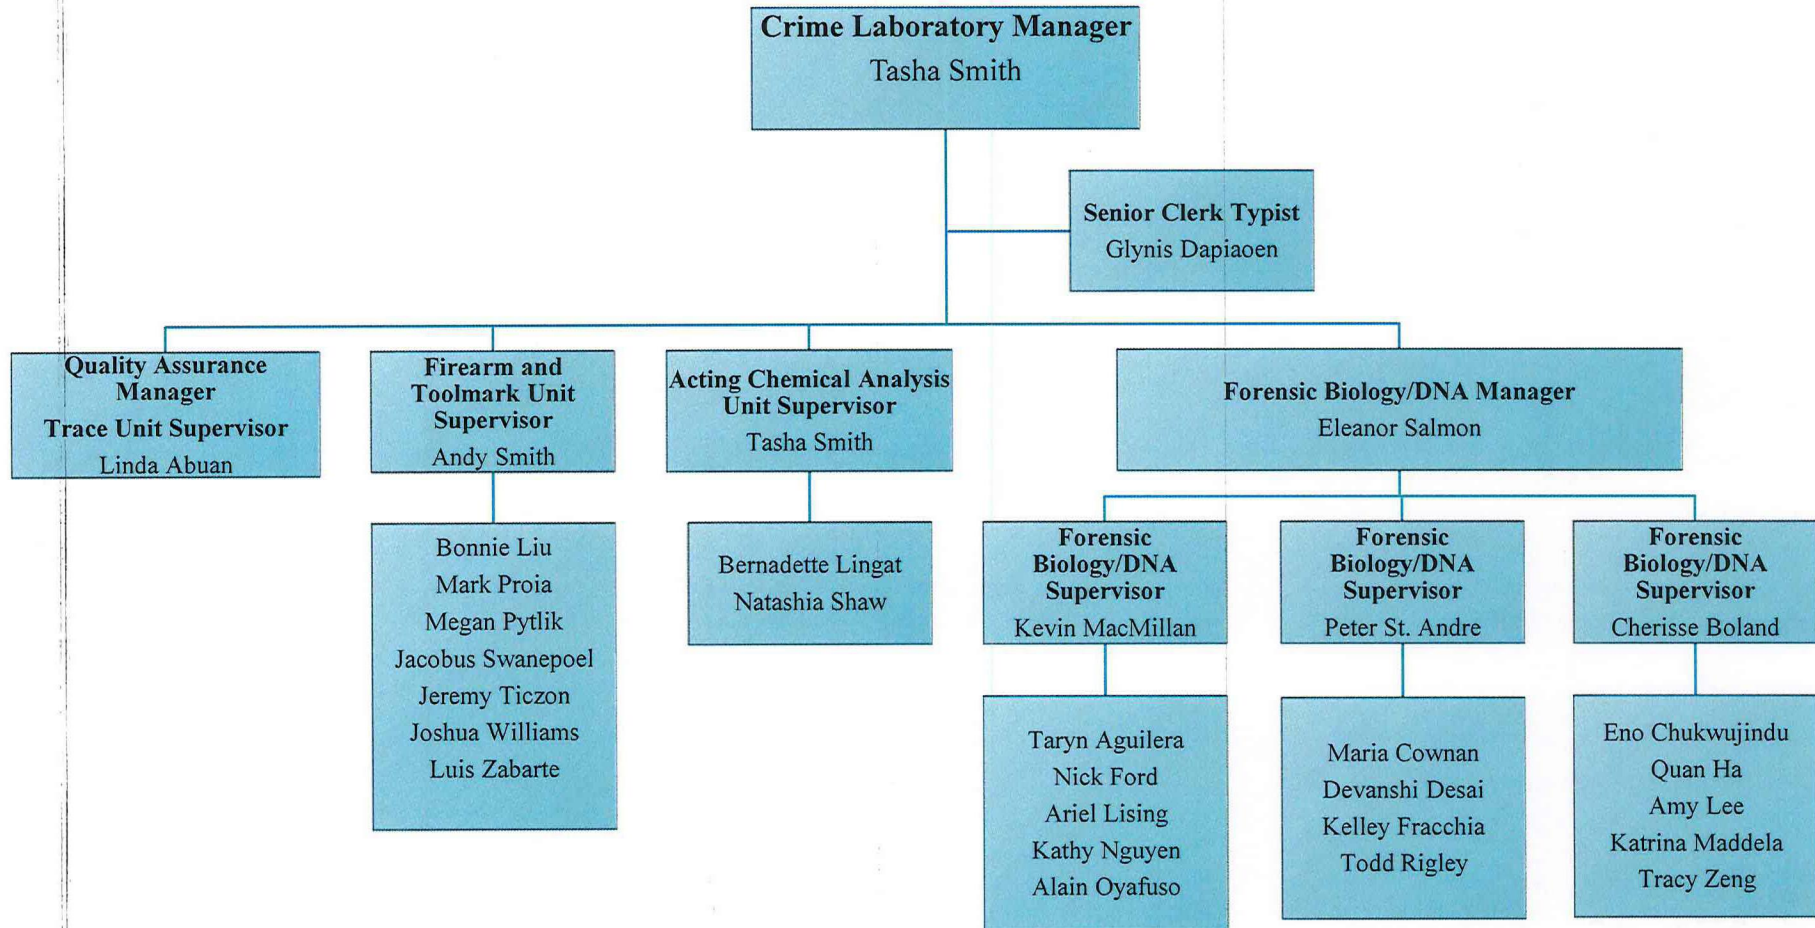 Crime Laboratory Manager
Tasha Smith
Senior Clerk Typist
Glynis Dapiaoen
Quality Assurance
Manager
Trace Unit Supervisor
Linda Abuan
Firearm and
Toolmark Unit
Supervisor
Andy Smith
Bonnie Liu
Mark Proia
Megan Pytlik
Jacobus Swanepoel
Jeremy Ticzon
Joshua Williams
Luis Zabarte
Acting Chemical Analysis
Unit Supervisor
Tasha Smith
Bernadette Lingat
Natashia Shaw
Forensic Biology/DNA Manager
Eleanor Salmon
Forensic
Biology/DNA
Supervisor
Kevin MacMillan
Taryn Aguilera
Nick Ford
Ariel Lising
Kathy Nguyen
Alain Oyafuso
Forensic
Biology/DNA
Supervisor
Peter St. Andre
Maria Cownan
Devanshi Desai
Kelley Fracchia
Todd Rigley
Forensic
Biology/DNA
Supervisor
Cherisse Boland
Eno Chukwujindu
Quan Ha
Amy Lee
Katrina Maddela
Tracy Zeng